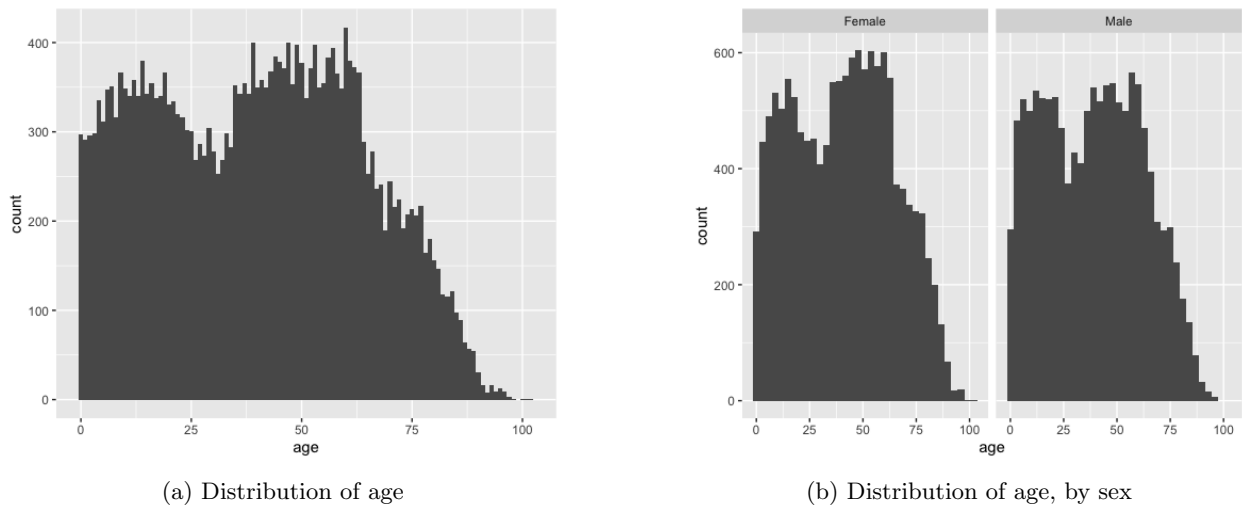 Female Male
400
300
200
100
0
count
0 25 50 75 100
age
600
400
200
0
count
0 25 50 75 100 0 25 50 75 100
age
(a) Distribution of age
(b) Distribution of age, by sex